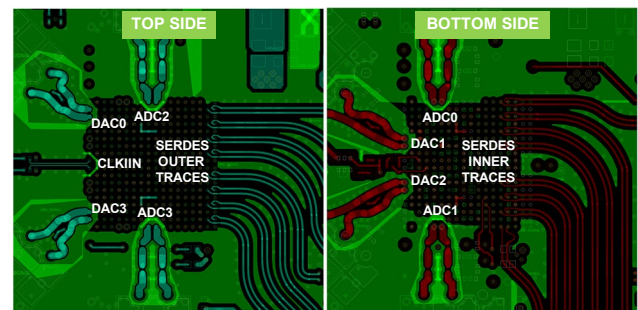 TOP SIDE
DAC0
ADC2
CLKIIN
SERDES
OUTER
TRACES
DAC3
ADC3
BOTTOM SIDE
ADC0
DAC1
SERDES
INNER
TRACES
DAC2
ADC1